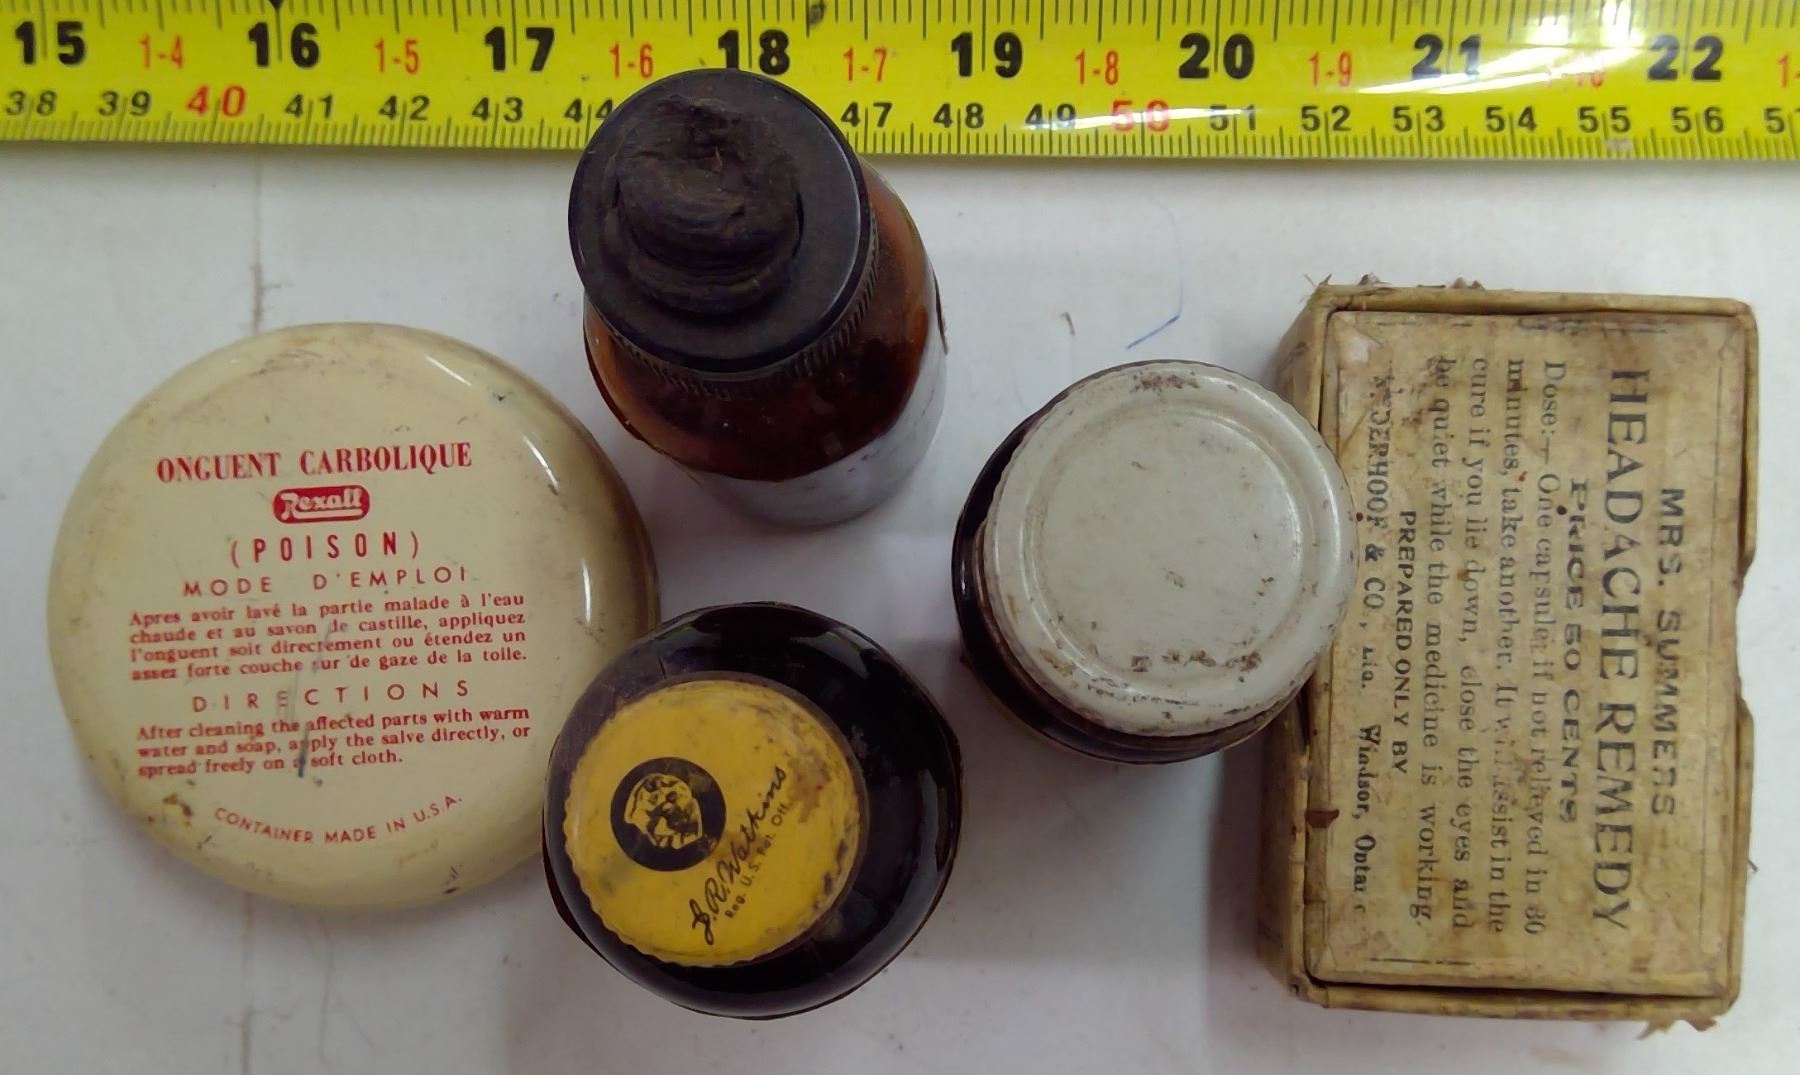 15 1-4 16 1-5 17 1-6 18 1-7 19 1-8 20 1-9 21 1-10 22 1-
38 39 40 41 42 43 44 47 48 49 50 51 52 53 54 55 56 57
ONGUENT CARBOLIQUE
Rexall
(POISON)
MODE D'EMPLOI
Apres avoir lavé la partie malade à l'eau
chaude et au savon de castille, appliquez
l'onguent soit directement ou étendez un
assez forte couche sur de gaze de la toile.
DIRECTIONS
After cleaning the affected parts with warm
water and soap, apply the salve directly, or
spread freely on a soft cloth.
CONTAINER MADE IN U.S.A.
J.R. Watkins
Reg. U.S. Pat. Off.
MRS. SUMMERS
HEADACHE REMEDY
PRICE 50 CENTS
Dose:— One capsule; if not relieved in 30
minutes, take another. It will assist in the
cure if you lie down, close the eyes and
be quiet while the medicine is working.
PREPARED ONLY BY
& CO., Windsor, Ontario